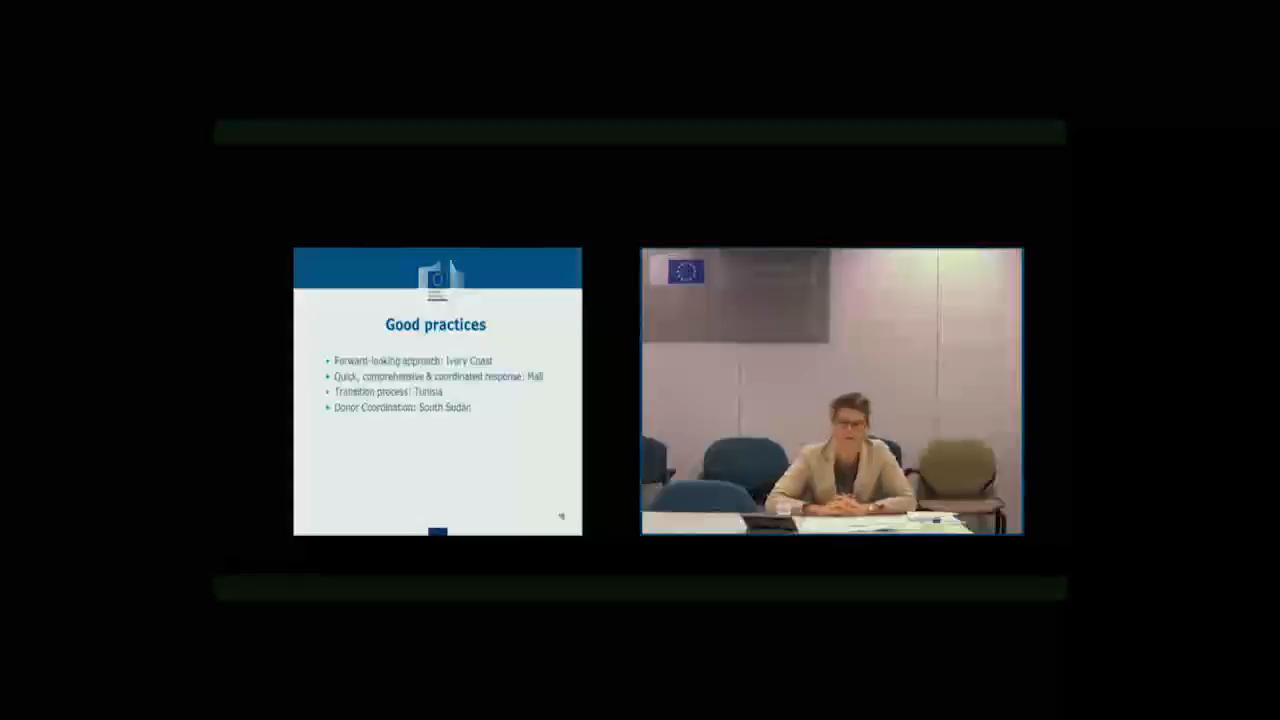 Good practices
Forward-looking approach: Ivory Coast
Quick, comprehensive & coordinated response: Mali
Transition process: Tunisia
Donor Coordination: South Sudan